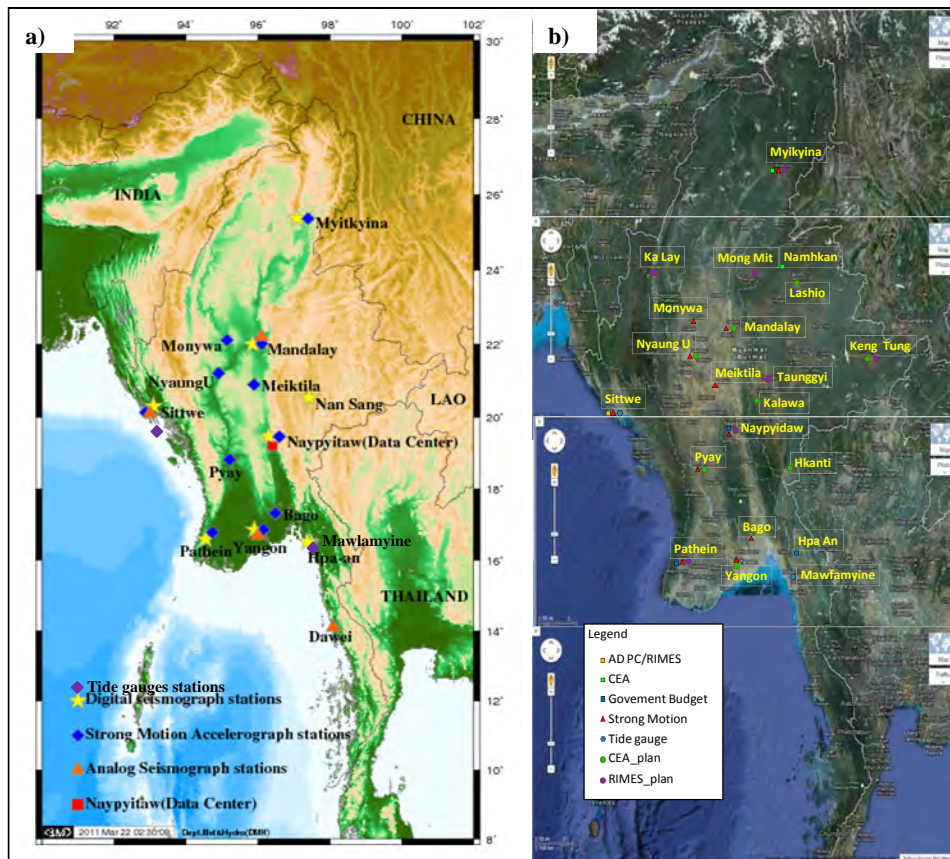 a)
92˚
94˚
96˚
98˚
100˚
102˚
30˚
28˚
26˚
24˚
22˚
20˚
18˚
16˚
14˚
12˚
10˚
8˚
CHINA
INDIA
Myitkyina
Monywa
Mandalay
NyaungU
Meiktila
Nan Sang
LAO
Sittwe
Naypyitaw(Data Center)
Pyay
Bago
Pathein
Yangon
Mawlamyine
Hpa-an
THAILAND
Dawei
Tide gauges stations
Digital seismograph stations
Strong Motion Accelerograph stations
Analog Seismograph stations
Naypyitaw(Data Center)
GMT 2011 Mar 22 02:30:08
Dept.Met&Hydro(DMH)
b)
Myikyina
Ka Lay
Mong Mit
Namhkan
Lashio
Monywa
Mandalay
Nyaung U
Keng Tung
Meiktila
Taunggyi
Kalawa
Sittwe
Naypyidaw
Pyay
Hkanti
Bago
Hpa An
Pathein
Yangon
Mawfamyine
Legend
AD PC/RIMES
CEA
Govement Budget
Strong Motion
Tide gauge
CEA_plan
RIMES_plan